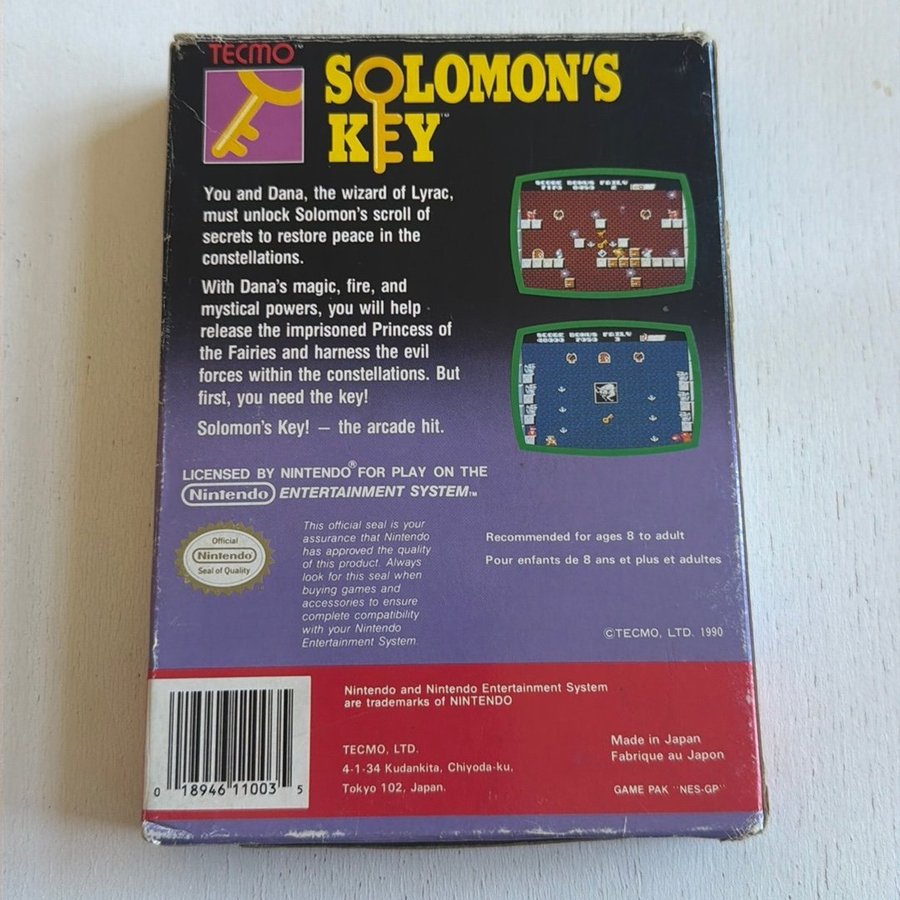 TECMO™
SOLOMON'S
KEY™
You and Dana, the wizard of Lyrac,
must unlock Solomon's scroll of
secrets to restore peace in the
constellations.
With Dana's magic, fire, and
mystical powers, you will help
release the imprisoned Princess of
the Fairies and harness the evil
forces within the constellations. But
first, you need the key!
Solomon's Key! — the arcade hit.
SCORE BONUS FAIRY
SCORE BONUS FAIRY
LICENSED BY NINTENDO® FOR PLAY ON THE
Nintendo ENTERTAINMENT SYSTEM™
Official
Nintendo
Seal of Quality
This official seal is your
assurance that Nintendo
has approved the quality
of this product. Always
look for this seal when
buying games and
accessories to ensure
complete compatibility
with your Nintendo
Entertainment System.
Recommended for ages 8 to adult
Pour enfants de 8 ans et plus et adultes
©TECMO, LTD. 1990
Nintendo and Nintendo Entertainment System
are trademarks of NINTENDO
TECMO, LTD.
4-1-34 Kudankita, Chiyoda-ku,
Tokyo 102, Japan.
Made in Japan
Fabrique au Japon
GAME PAK "NES-GP"
0 18946 11003 5